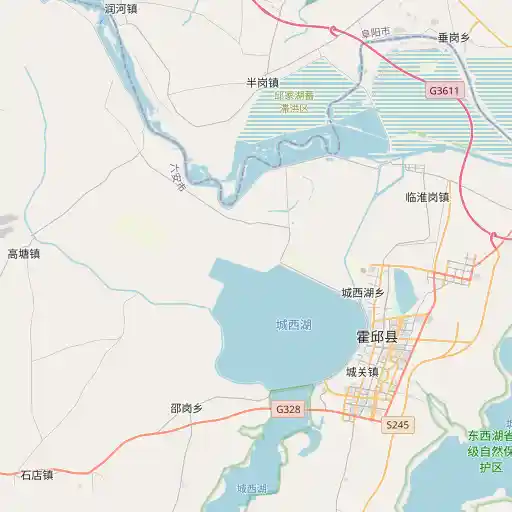 润河镇
阜阳市
垂岗乡
半岗镇
G3611
邱家湖蓄
滞洪区
六安市
临淮岗镇
高塘镇
城西湖乡
城西湖
霍邱县
城关镇
邵岗乡
G328
S245
东西湖省
级自然保
护区
石店镇
城西湖